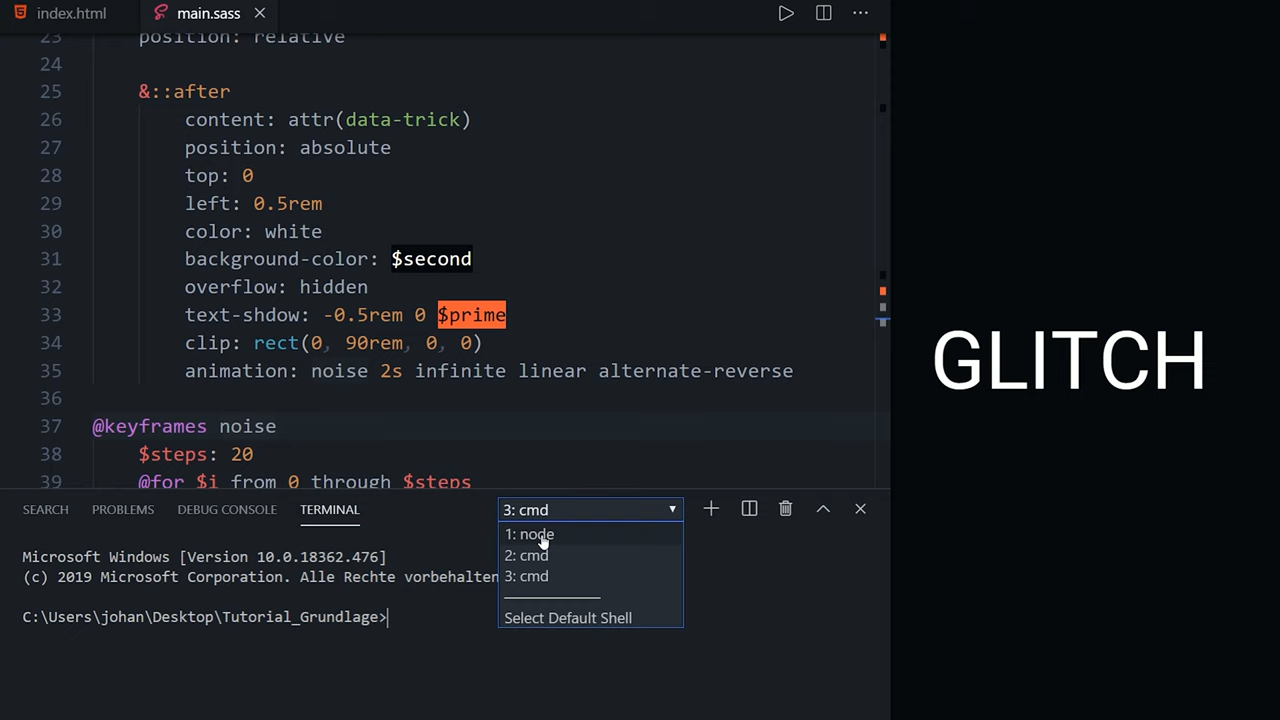 index.html
main.sass
23 position: relative
24
25 &::after
26 content: attr(data-trick)
27 position: absolute
28 top: 0
29 left: 0.5rem
30 color: white
31 background-color: $second
32 overflow: hidden
33 text-shdow: -0.5rem 0 $prime
34 clip: rect(0, 90rem, 0, 0)
35 animation: noise 2s infinite linear alternate-reverse
36
37 @keyframes noise
38 $steps: 20
39 @for $i from 0 through $steps
GLITCH
SEARCH PROBLEMS DEBUG CONSOLE TERMINAL
3: cmd
1: node
2: cmd
3: cmd
Select Default Shell
Microsoft Windows [Version 10.0.18362.476]
(c) 2019 Microsoft Corporation. Alle Rechte vorbehalten
C:\Users\johan\Desktop\Tutorial_Grundlage>